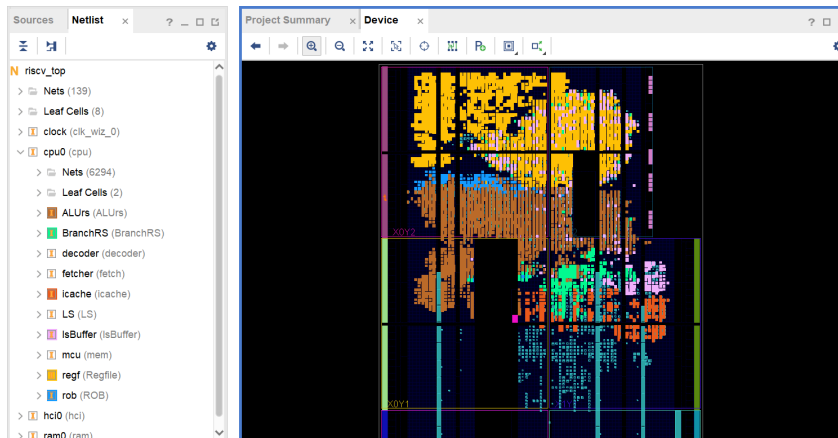 Sources Netlist × ? _
Project Summary × Device × ?
N riscv_top
Nets (139)
Leaf Cells (8)
clock (clk_wiz_0)
cpu0 (cpu)
Nets (6294)
Leaf Cells (2)
ALUrs (ALUrs)
BranchRS (BranchRS)
decoder (decoder)
fetcher (fetch)
icache (icache)
LS (LS)
lsBuffer (lsBuffer)
mcu (mem)
regf (Regfile)
rob (ROB)
hci0 (hci)
ram0 (ram)
X0Y2
X0Y1